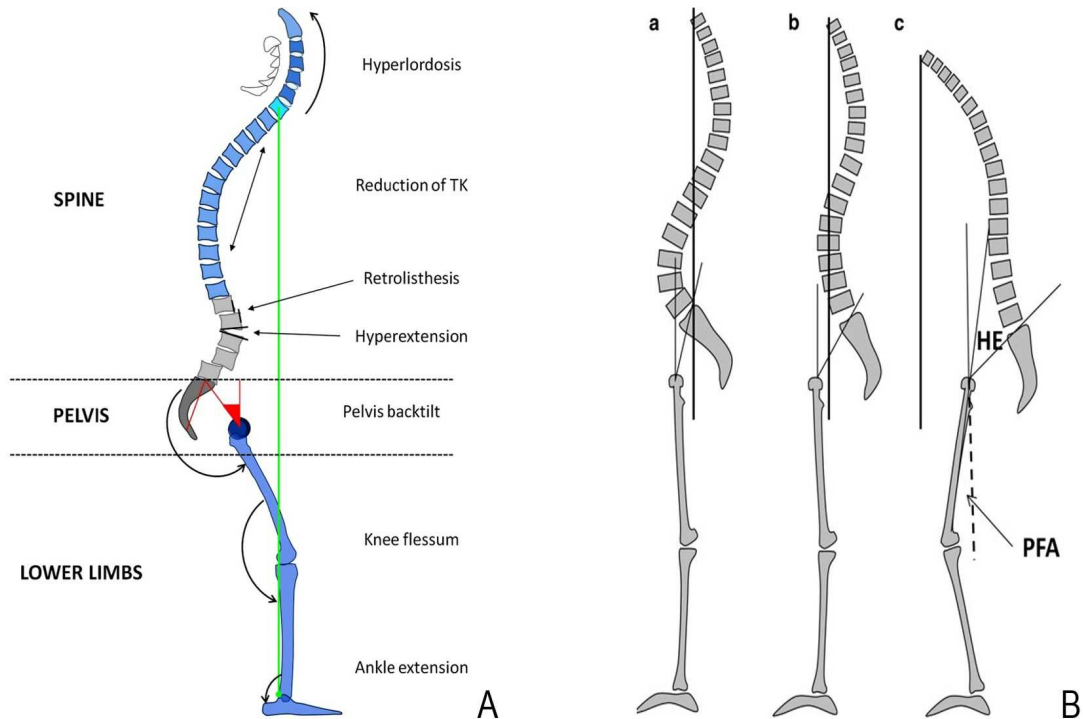 Hyperlordosis
SPINE
Reduction of TK
Retrolisthesis
Hyperextension
PELVIS
Pelvis backtilt
Knee flessum
LOWER LIMBS
Ankle extension
A
a
b
c
HE
PFA
B